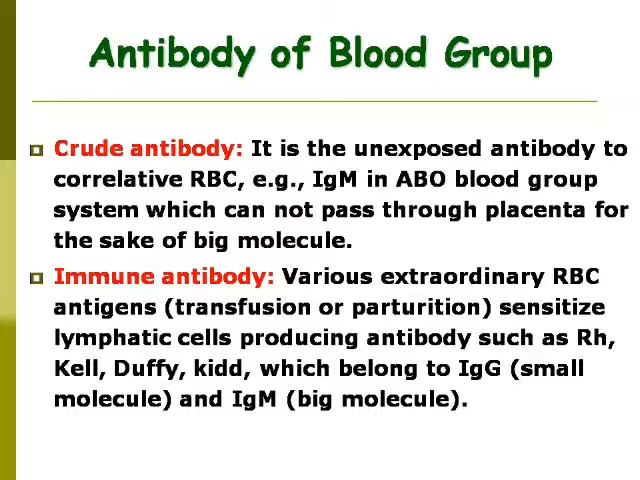 Antibody of Blood Group
Crude antibody: It is the unexposed antibody to
correlative RBC, e.g., IgM in ABO blood group
system which can not pass through placenta for
the sake of big molecule.
Immune antibody: Various extraordinary RBC
antigens (transfusion or parturition) sensitize
lymphatic cells producing antibody such as Rh,
Kell, Duffy, kidd, which belong to IgG (small
molecule) and IgM (big molecule).